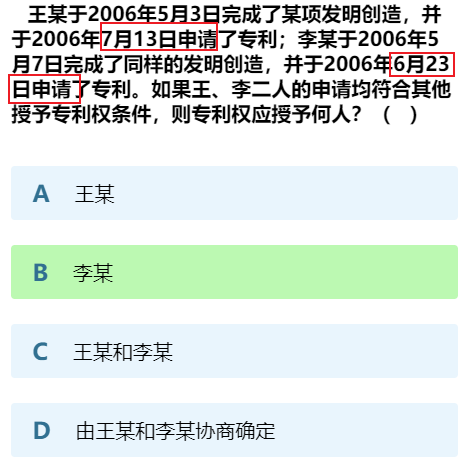 王某于2006年5月3日完成了某项发明创造，并
于2006年7月13日申请了专利；李某于2006年5
月7日完成了同样的发明创造，并于2006年6月23
日申请了专利。如果王、李二人的申请均符合其他
授予专利权条件，则专利权应授予何人？（ ）
A 王某
B 李某
C 王某和李某
D 由王某和李某协商确定